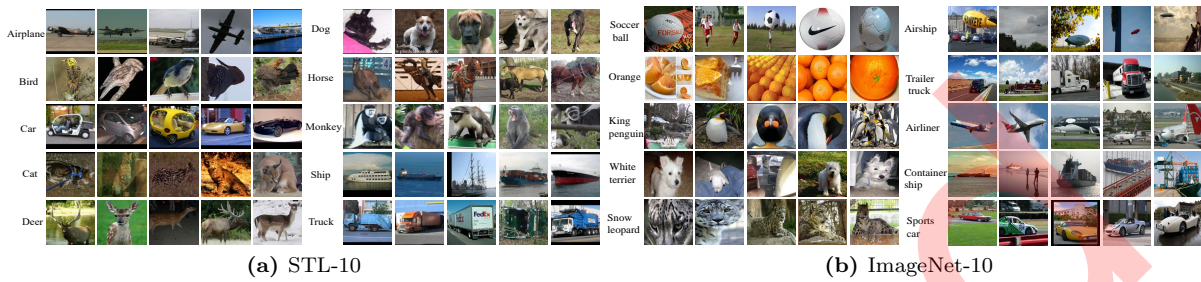 Airplane
Bird
Car
Cat
Deer
Dog
Horse
Monkey
Ship
Truck
FedEx
(a) STL-10
Soccer
ball
Orange
King
penguin
White
terrier
Snow
leopard
Airship
Trailer
truck
Airliner
Container
ship
Sports
car
(b) ImageNet-10